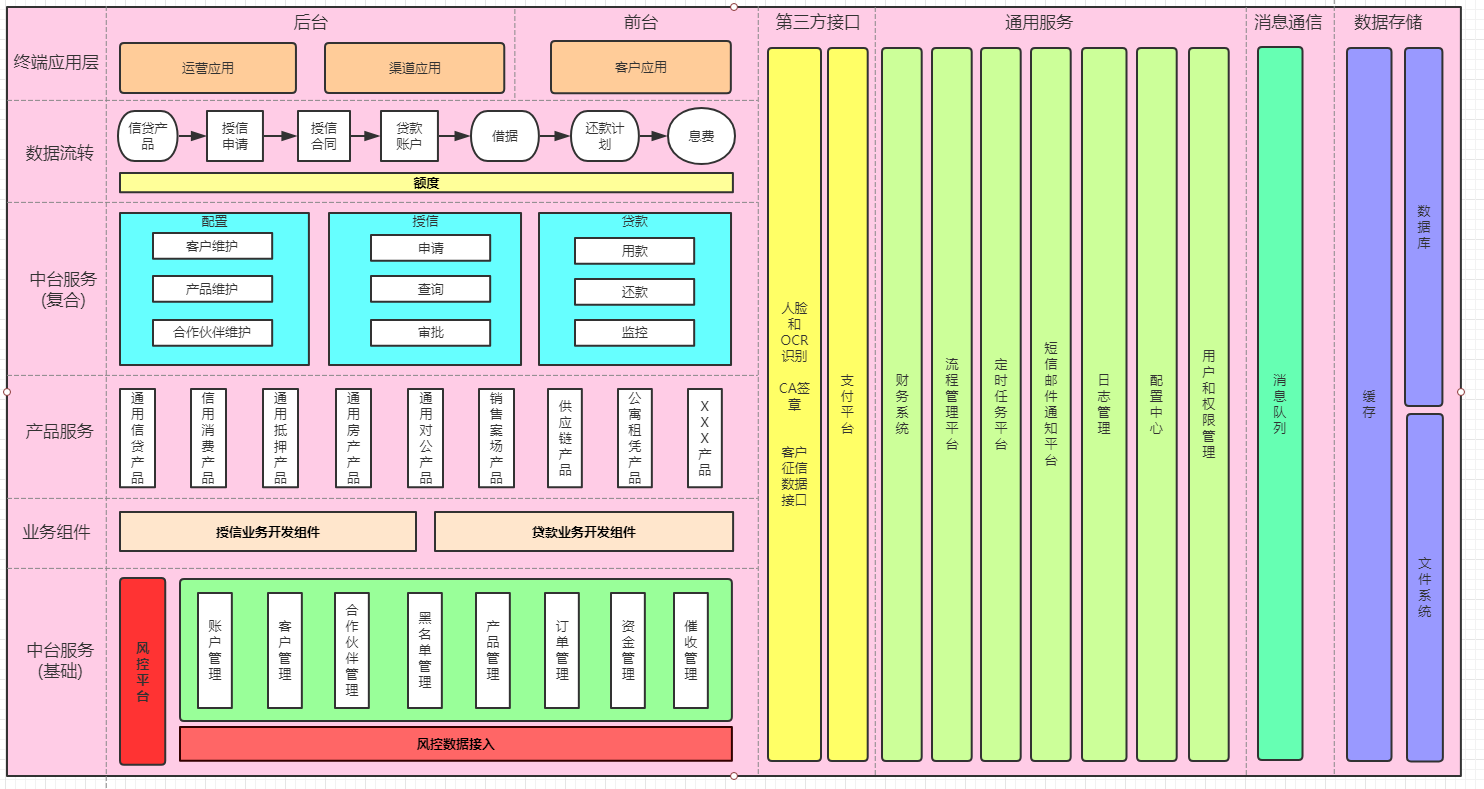 后台
前台
第三方接口
通用服务
消息通信
数据存储
终端应用层
运营应用
渠道应用
客户应用
数据流转
信贷产
品
授信
申请
授信
合同
贷款
账户
借据
还款计
划
息费
额度
中台服务
(复合)
配置
客户维护
产品维护
合作伙伴维护
授信
申请
查询
审批
贷款
用款
还款
监控
产品服务
通用信贷产品
信用消费产品
通用抵押产品
通用房产产品
通用对公产品
销售案场产品
供应链产品
公寓租凭产品
XXX产品
业务组件
授信业务开发组件
贷款业务开发组件
中台服务
(基础)
风控平台
账户管理
客户管理
合作伙伴管理
黑名单管理
产品管理
订单管理
资金管理
催收管理
风控数据接入
人脸
和
OCR
识别
CA签
章
客户
征信
数据
接口
支付平台
财务系统
流程管理平台
定时任务平台
短信邮件通知平台
日志管理
配置中心
用户和权限管理
消息队列
缓存
数据库
文件系统